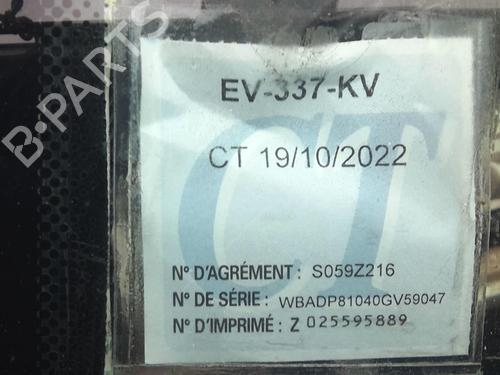 B-PARTS
EV-337-KV
CT 19/10/2022
CT
N° D'AGRÉMENT : S059Z216
N° DE SÉRIE : WBADP81040GV59047
N° D'IMPRIMÉ : Z 025595889